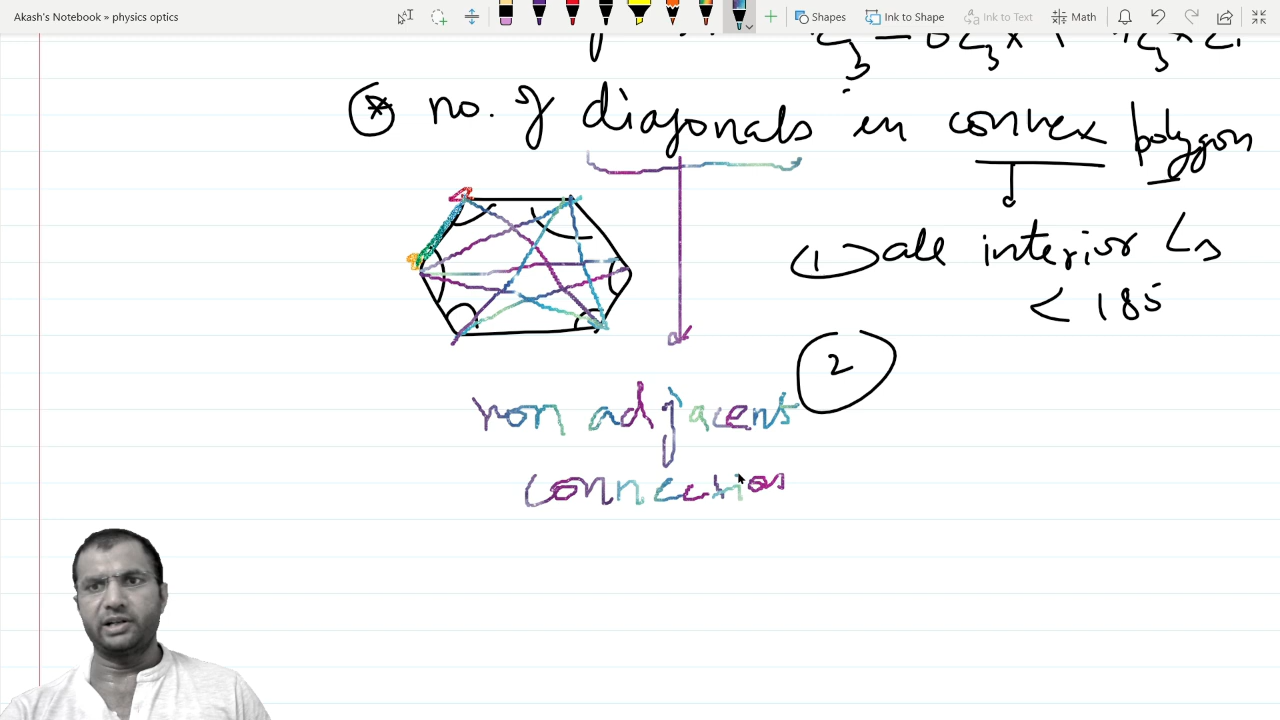 Akash's Notebook » physics optics
Shapes
Ink to Shape
Ink to Text
Math
* no. of diagonals in convex polygon
1 all interior ∠s
< 185
2
non adjacent
connection